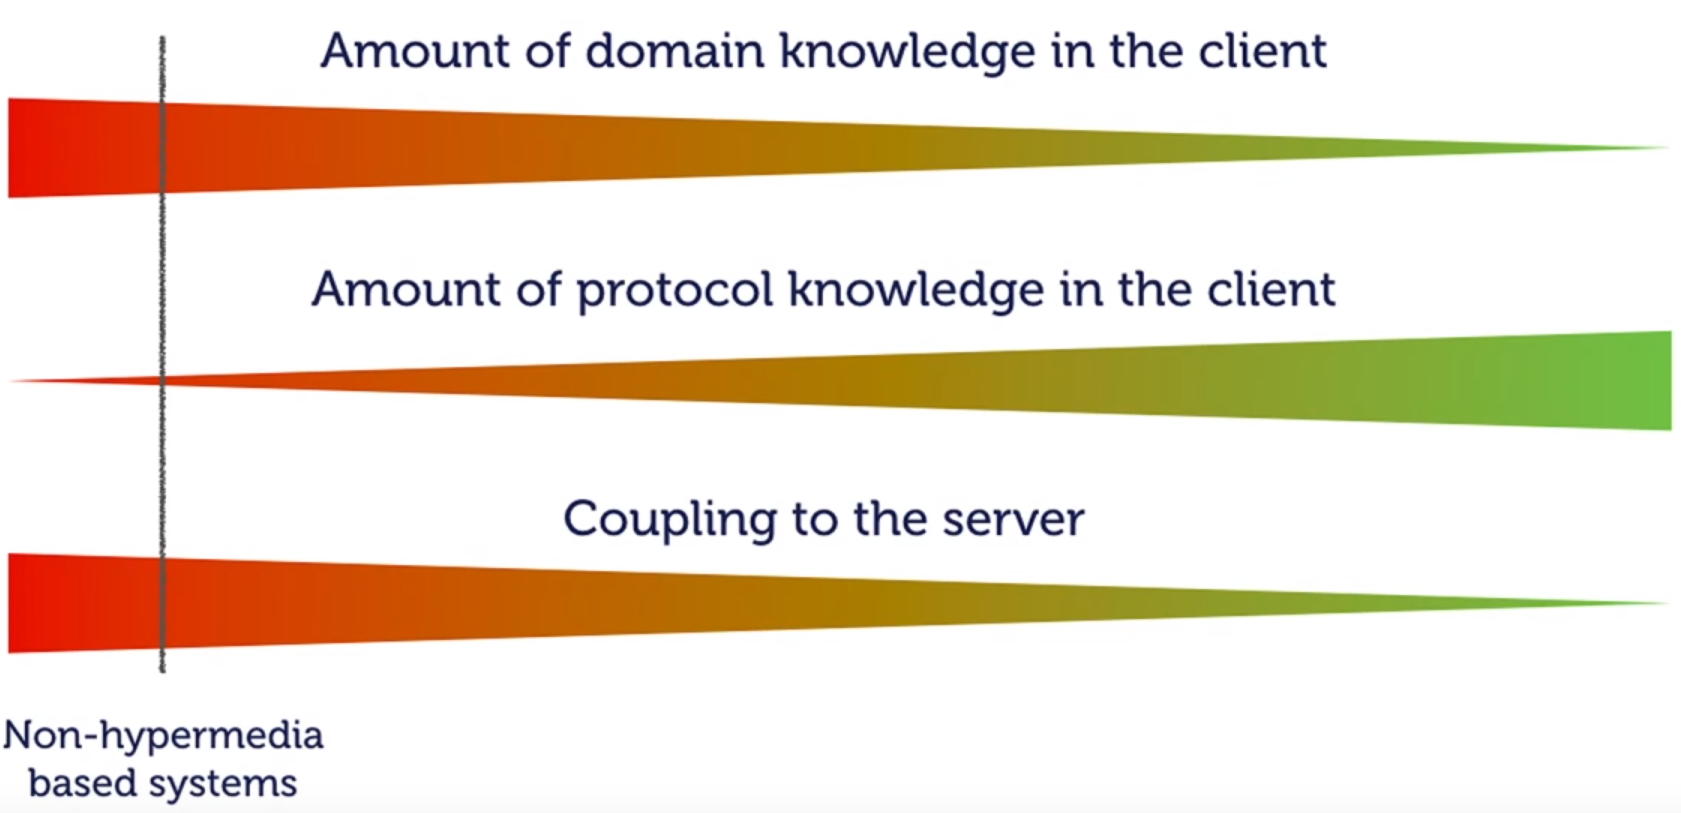 Amount of domain knowledge in the client
Amount of protocol knowledge in the client
Coupling to the server
Non-hypermedia
based systems